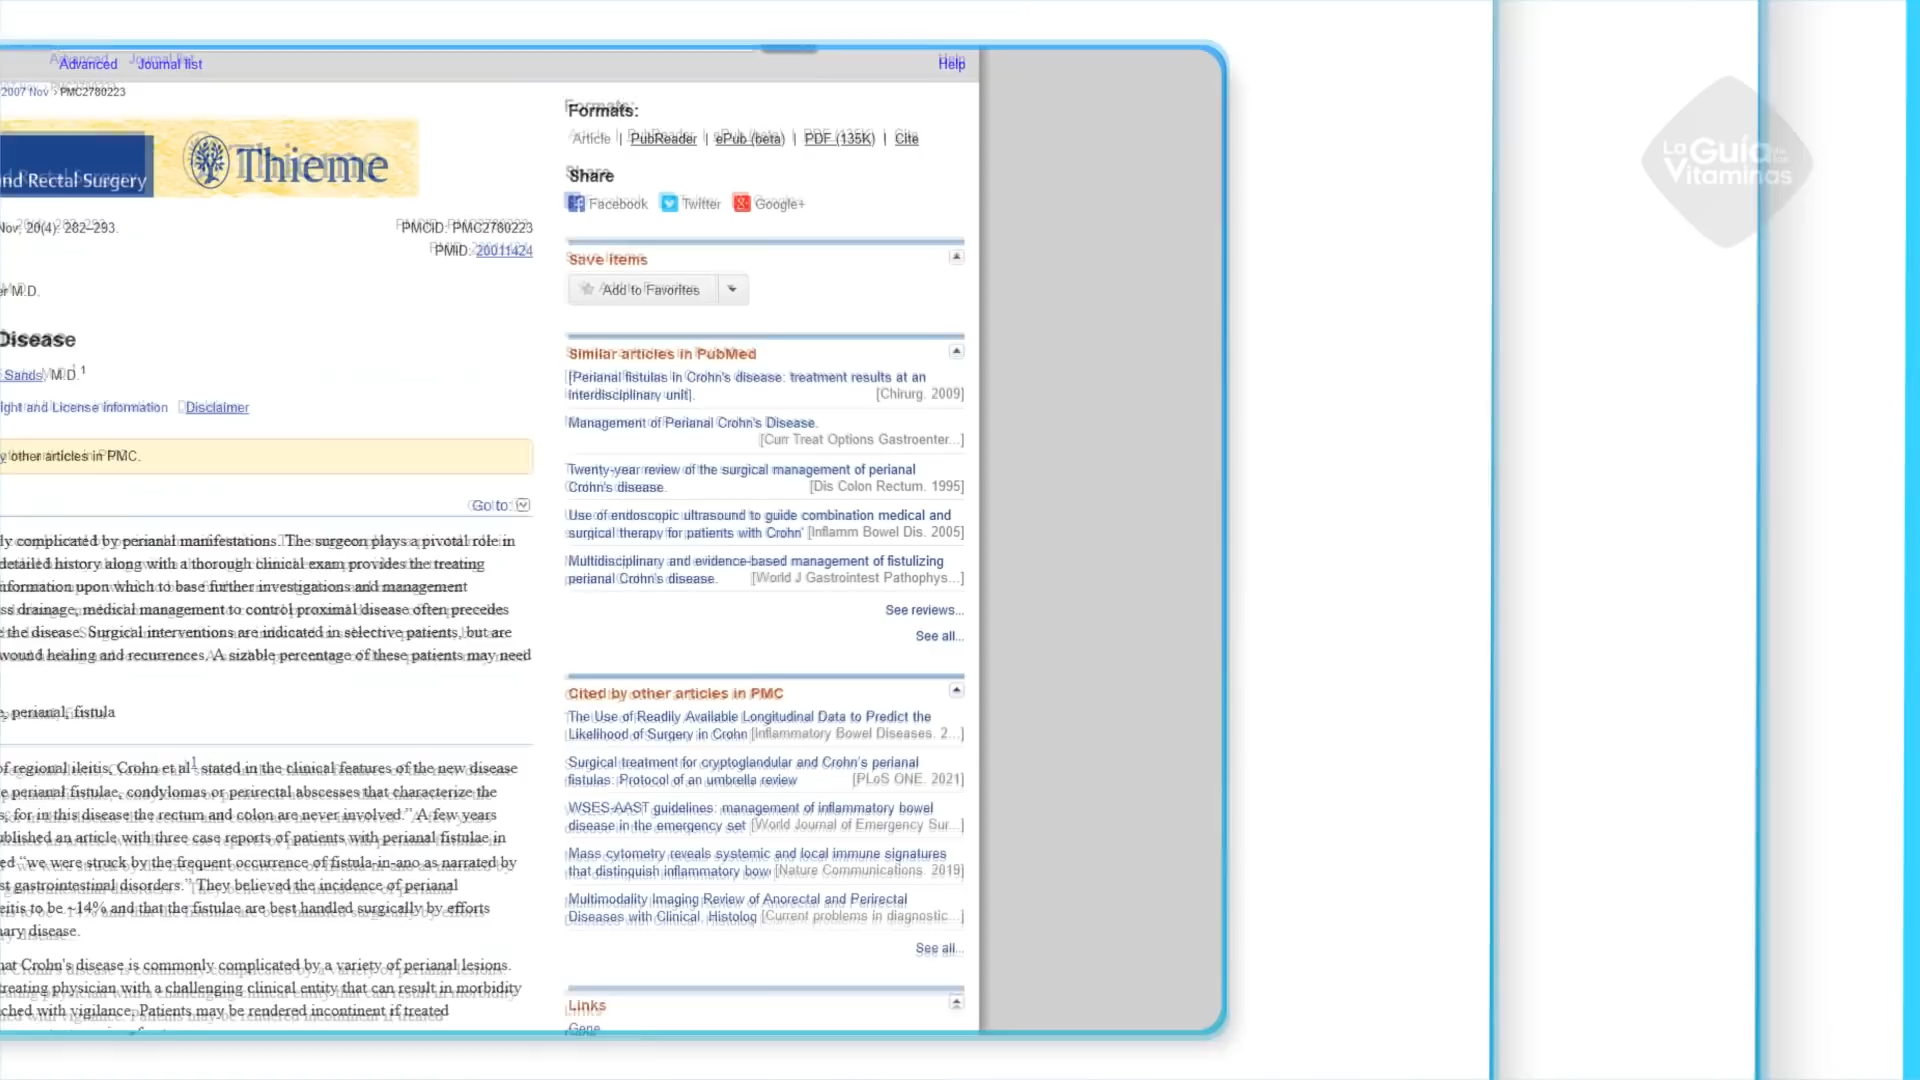 Advanced Journal list
Help
2007 Nov › PMC2780223
nd Rectal Surgery
Thieme
Nov; 20(4): 282–293.
PMCID: PMC2780223
PMID: 20011424
er M.D.
Disease
Sands, M.D.1
ight and License information Disclaimer
y other articles in PMC.
Go to:
ly complicated by perianal manifestations. The surgeon plays a pivotal role in
detailed history along with a thorough clinical exam provides the treating
nformation upon which to base further investigations and management
ss drainage, medical management to control proximal disease often precedes
e the disease. Surgical interventions are indicated in selective patients, but are
wound healing and recurrences. A sizable percentage of these patients may need
e, perianal, fistula
of regional ileitis, Crohn et al1 stated in the clinical features of the new disease
e perianal fistulae, condylomas or perirectal abscesses that characterize the
s, for in this disease the rectum and colon are never involved.” A few years
ublished an article with three case reports of patients with perianal fistulae in
ed “we were struck by the frequent occurrence of fistula-in-ano as narrated by
st gastrointestinal disorders.” They believed the incidence of perianal
eitis to be ~14% and that the fistulae are best handled surgically by efforts
ary disease.
hat Crohn's disease is commonly complicated by a variety of perianal lesions.
treating physician with a challenging clinical entity that can result in morbidity
ched with vigilance. Patients may be rendered incontinent if treated
Formats:
Article | PubReader | ePub (beta) | PDF (135K) | Cite
Share
Facebook Twitter Google+
Save items
Add to Favorites
Similar articles in PubMed
[Perianal fistulas in Crohn's disease: treatment results at an
interdisciplinary unit]. [Chirurg. 2009]
Management of Perianal Crohn's Disease.
[Curr Treat Options Gastroenter...]
Twenty-year review of the surgical management of perianal
Crohn's disease. [Dis Colon Rectum. 1995]
Use of endoscopic ultrasound to guide combination medical and
surgical therapy for patients with Crohn' [Inflamm Bowel Dis. 2005]
Multidisciplinary and evidence-based management of fistulizing
perianal Crohn's disease. [World J Gastrointest Pathophys...]
See reviews...
See all...
Cited by other articles in PMC
The Use of Readily Available Longitudinal Data to Predict the
Likelihood of Surgery in Crohn [Inflammatory Bowel Diseases. 2...]
Surgical treatment for cryptoglandular and Crohn's perianal
fistulas: Protocol of an umbrella review [PLoS ONE. 2021]
WSES-AAST guidelines: management of inflammatory bowel
disease in the emergency set [World Journal of Emergency Sur...]
Mass cytometry reveals systemic and local immune signatures
that distinguish inflammatory bow [Nature Communications. 2019]
Multimodality Imaging Review of Anorectal and Perirectal
Diseases with Clinical, Histolog [Current problems in diagnostic...]
See all...
Links
Gene
La Guía de las
Vitaminas